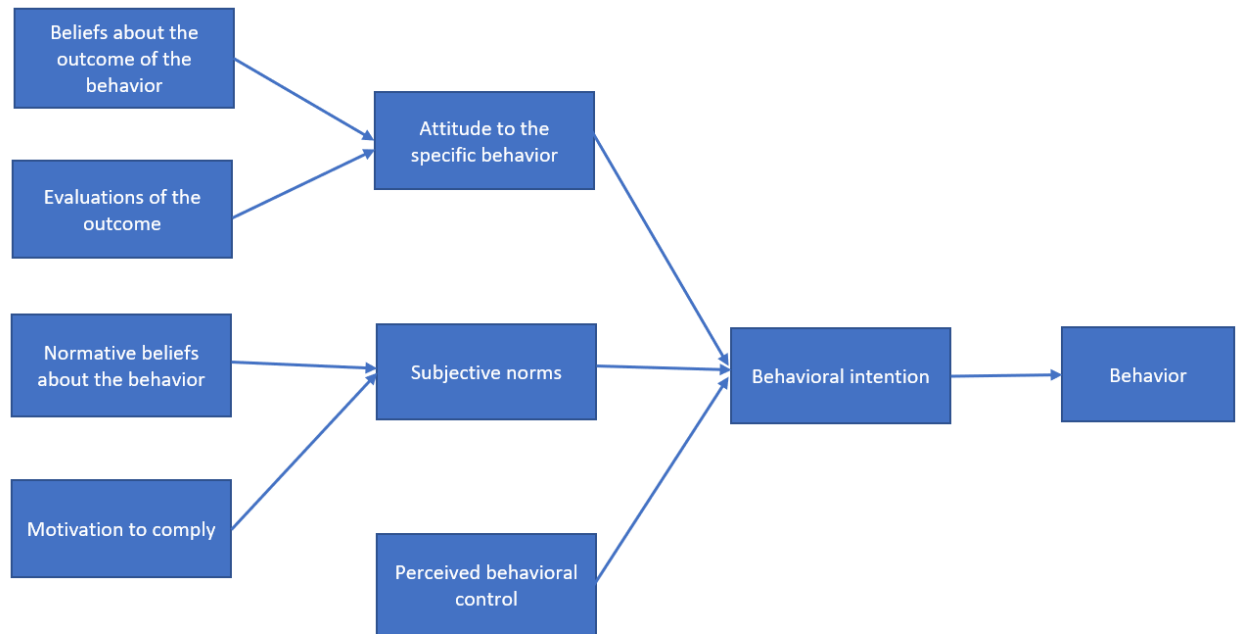 Beliefs about the
outcome of the
behavior
Evaluations of the
outcome
Normative beliefs
about the behavior
Motivation to comply
Attitude to the
specific behavior
Subjective norms
Perceived behavioral
control
Behavioral intention
Behavior